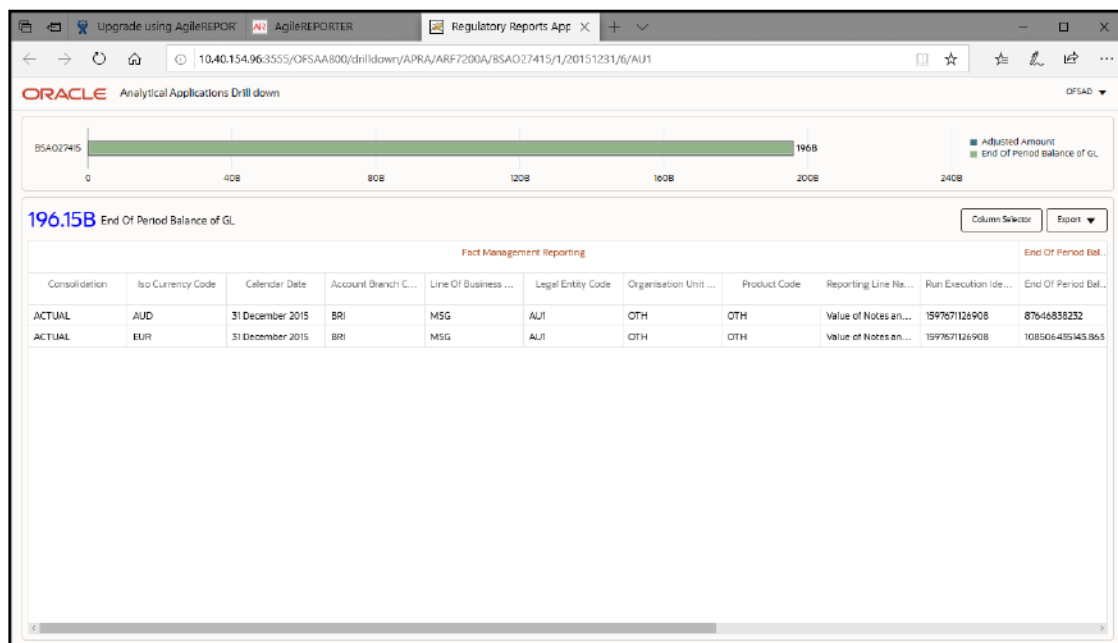 Upgrade using AgileREPOR AR AgileREPORTER Regulatory Reports App
10.40.154.96:3555/OFSAA800/drilldown/APRA/ARF7200A/BSAO27415/1/20151231/6/AU1
ORACLE Analytical Applications Drill down OFSAD
BSAO27415 196B
Adjusted Amount
End Of Period Balance of GL
0 40B 80B 120B 160B 200B 240B
196.15B End Of Period Balance of GL Column Selector Export
Fact Management Reporting End Of Period Bal...
Consolidation Iso Currency Code Calendar Date Account Branch C... Line Of Business ... Legal Entity Code Organisation Unit ... Product Code Reporting Line Na... Run Execution Ide... End Of Period Bal...
ACTUAL AUD 31 December 2015 BRI MSG AU1 OTH OTH Value of Notes an... 1597671126908 87646838232
ACTUAL EUR 31 December 2015 BRI MSG AU1 OTH OTH Value of Notes an... 1597671126908 108506435143.863